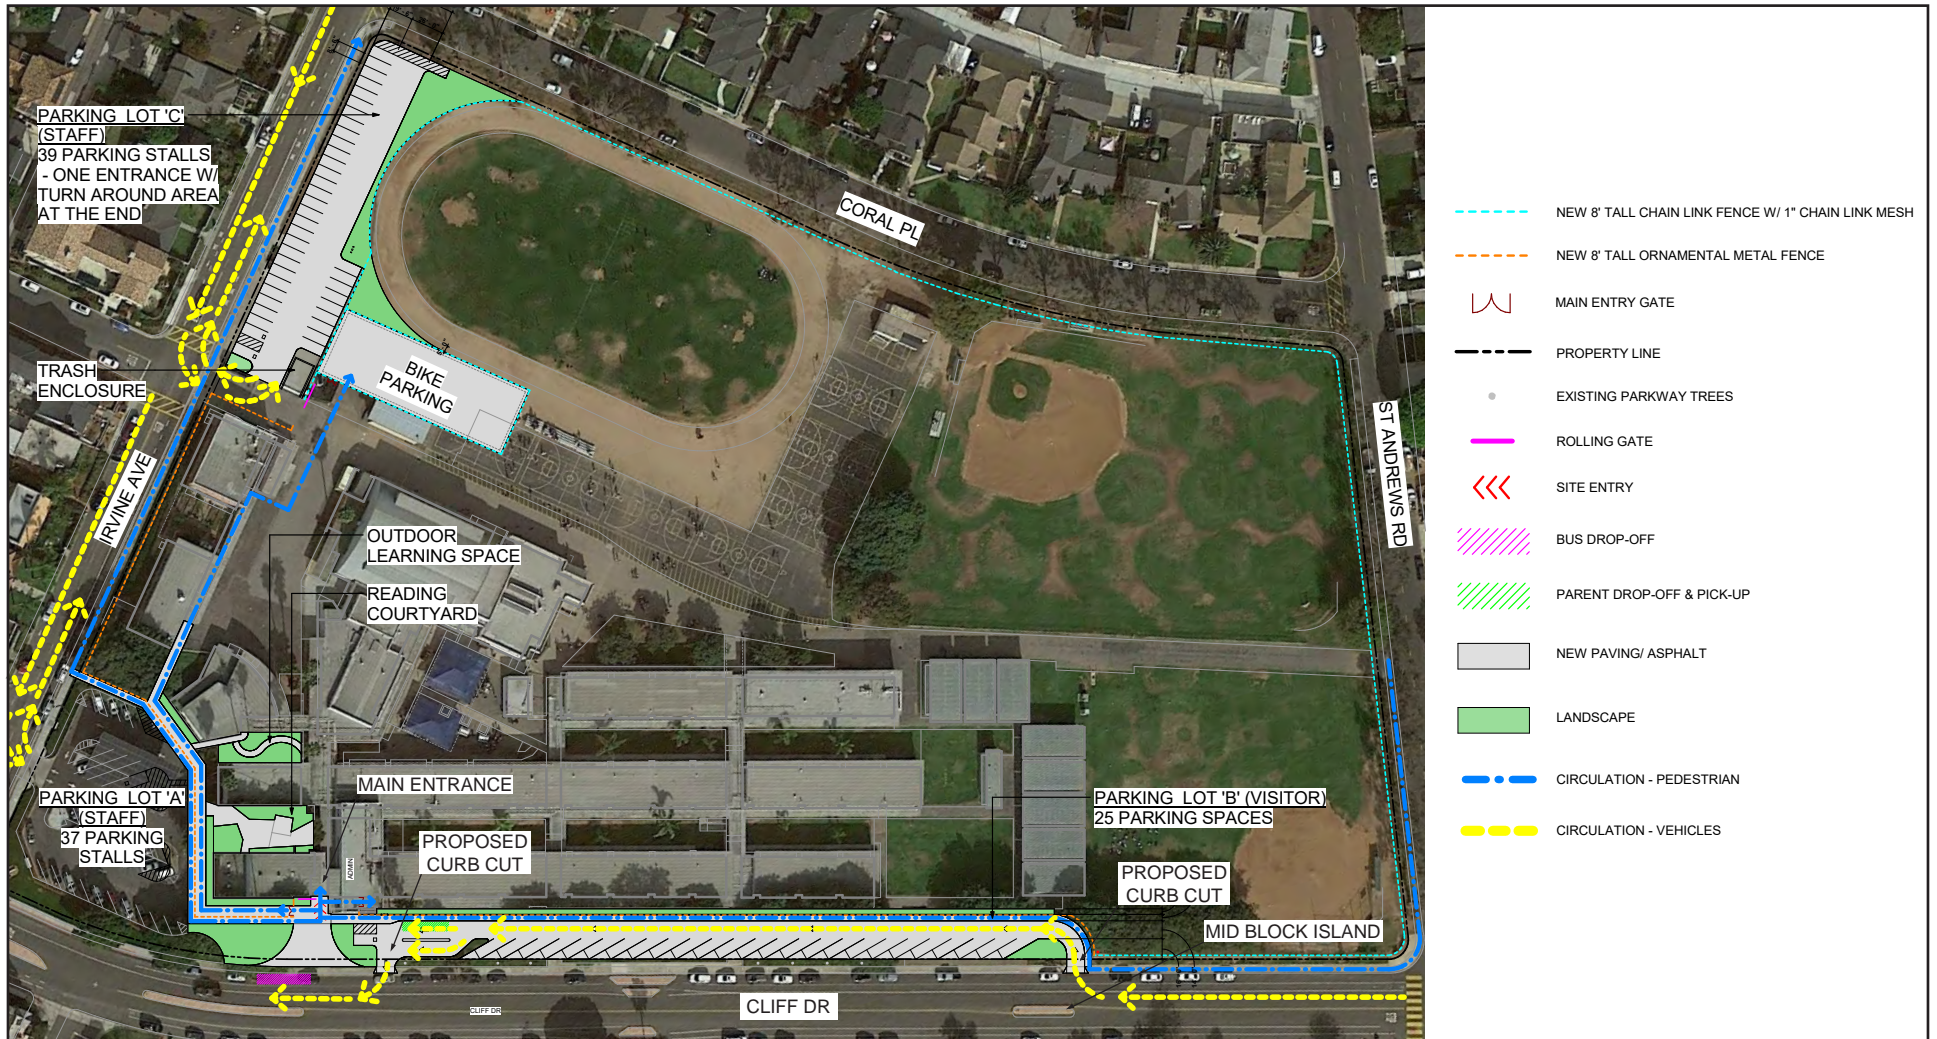 PARKING LOT 'C'
(STAFF)
39 PARKING STALLS
- ONE ENTRANCE W/
TURN AROUND AREA
AT THE END
TRASH
ENCLOSURE
BIKE
PARKING
CORAL PL
ST ANDREWS RD
IRVINE AVE
OUTDOOR
LEARNING SPACE
READING
COURTYARD
MAIN ENTRANCE
PARKING LOT 'A'
(STAFF)
37 PARKING
STALLS
ADMIN
PROPOSED
CURB CUT
PARKING LOT 'B' (VISITOR)
25 PARKING SPACES
PROPOSED
CURB CUT
MID BLOCK ISLAND
CLIFF DR
CLIFF DR
NEW 8' TALL CHAIN LINK FENCE W/ 1" CHAIN LINK MESH
NEW 8' TALL ORNAMENTAL METAL FENCE
MAIN ENTRY GATE
PROPERTY LINE
EXISTING PARKWAY TREES
ROLLING GATE
SITE ENTRY
BUS DROP-OFF
PARENT DROP-OFF & PICK-UP
NEW PAVING/ ASPHALT
LANDSCAPE
CIRCULATION - PEDESTRIAN
CIRCULATION - VEHICLES